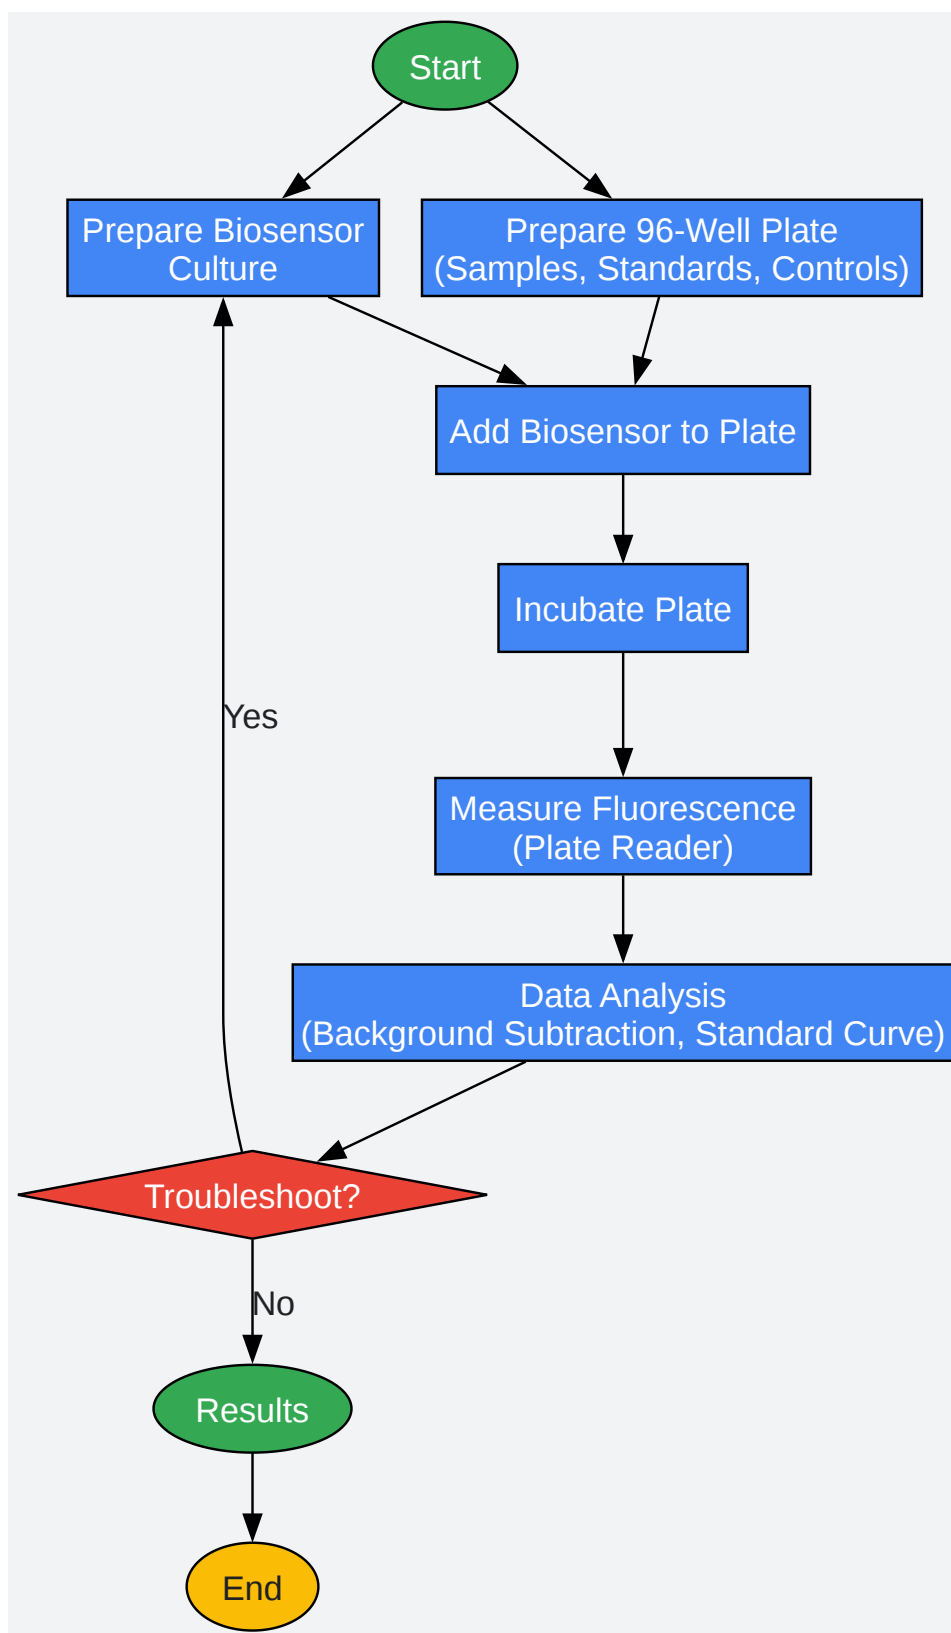 Start
Prepare Biosensor
Culture
Prepare 96-Well Plate
(Samples, Standards, Controls)
Add Biosensor to Plate
Incubate Plate
Yes
Measure Fluorescence
(Plate Reader)
Data Analysis
(Background Subtraction, Standard Curve)
Troubleshoot?
No
Results
End